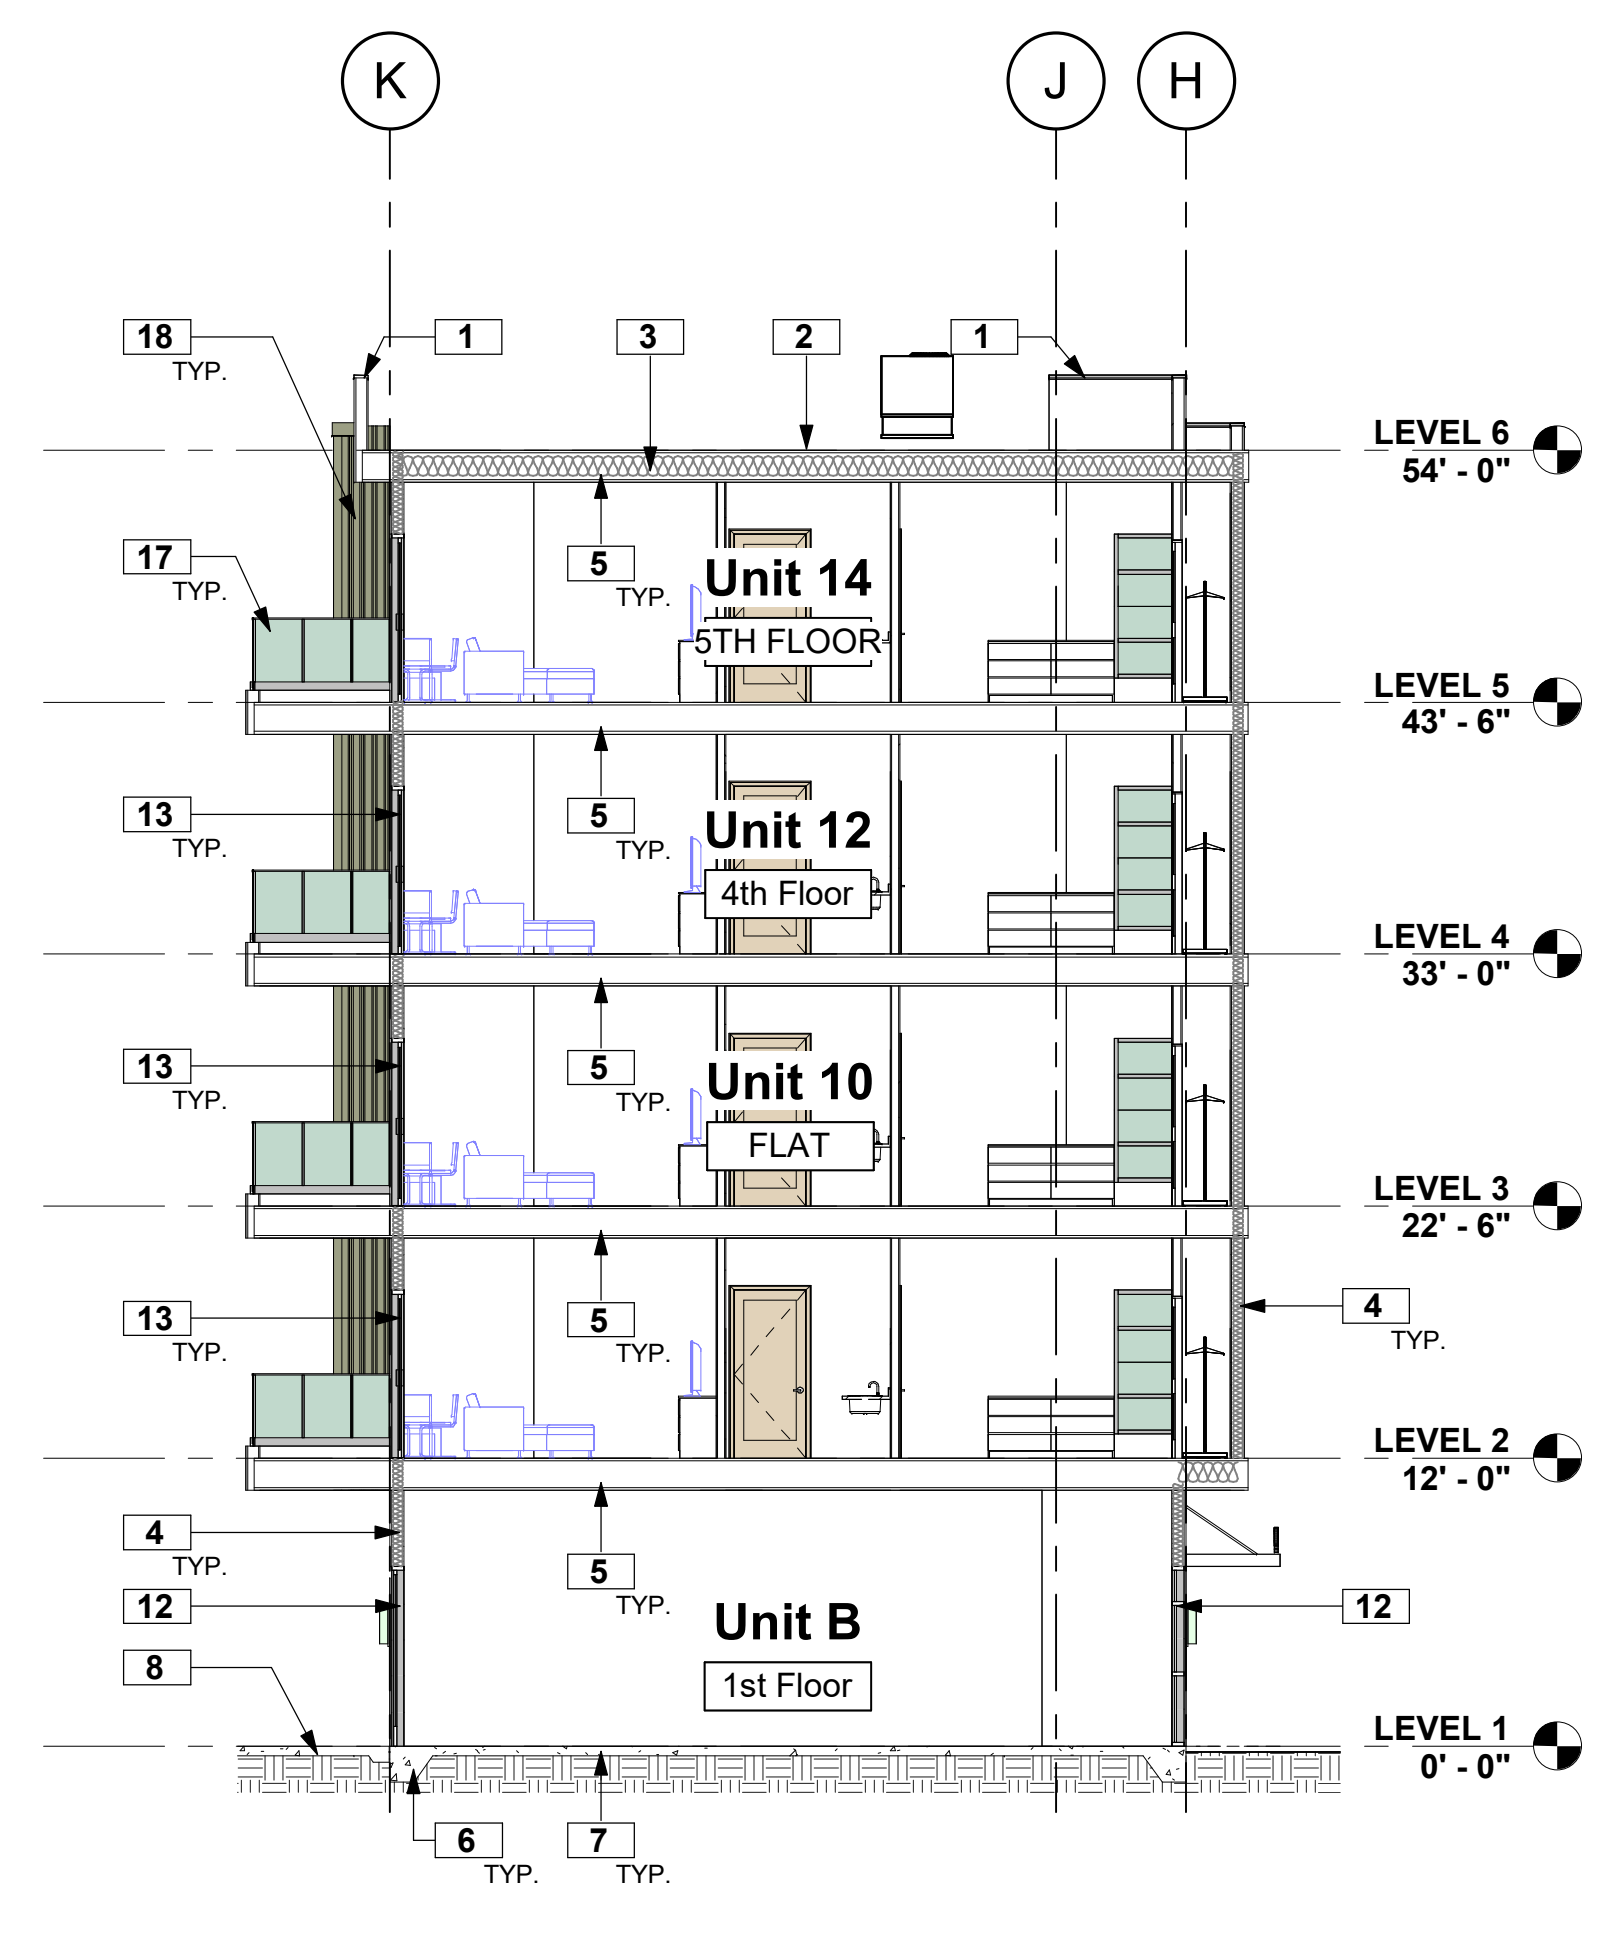 K
J
H
18
TYP.
1
3
2
1
LEVEL 6
54' - 0"
17
TYP.
5
TYP.
Unit 14
5TH FLOOR
LEVEL 5
43' - 6"
13
TYP.
5
TYP.
Unit 12
4th Floor
LEVEL 4
33' - 0"
13
TYP.
5
TYP.
Unit 10
FLAT
LEVEL 3
22' - 6"
13
TYP.
5
TYP.
4
TYP.
LEVEL 2
12' - 0"
4
TYP.
5
TYP.
12
Unit B
12
8
1st Floor
LEVEL 1
0' - 0"
6
TYP.
7
TYP.